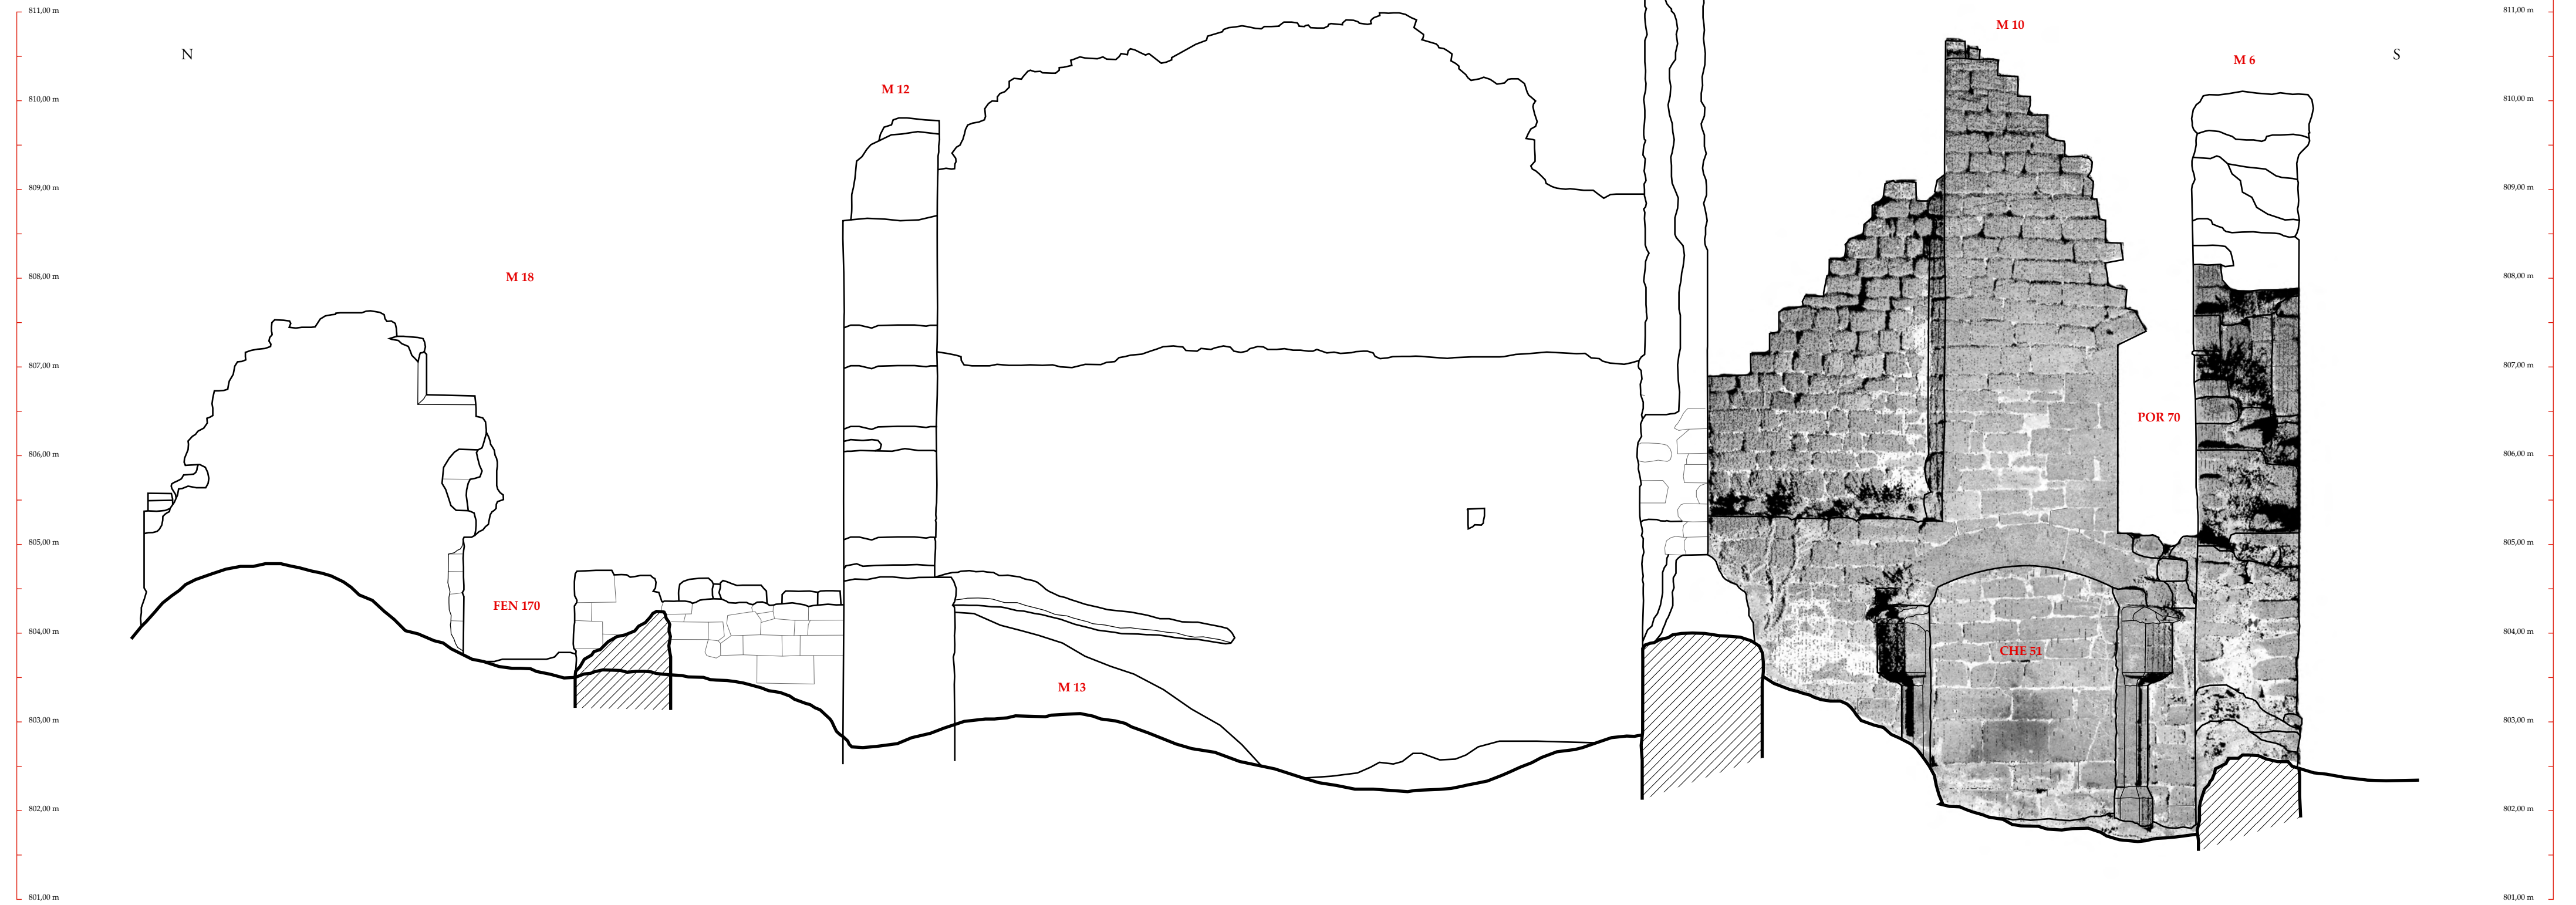 811,00 m
811,00 m
M 10
N
S
M 6
M 12
810,00 m
810,00 m
809,00 m
809,00 m
M 18
808,00 m
808,00 m
807,00 m
807,00 m
POR 70
806,00 m
806,00 m
805,00 m
805,00 m
FEN 170
804,00 m
804,00 m
CHE 51
M 13
803,00 m
803,00 m
802,00 m
802,00 m
801,00 m
801,00 m